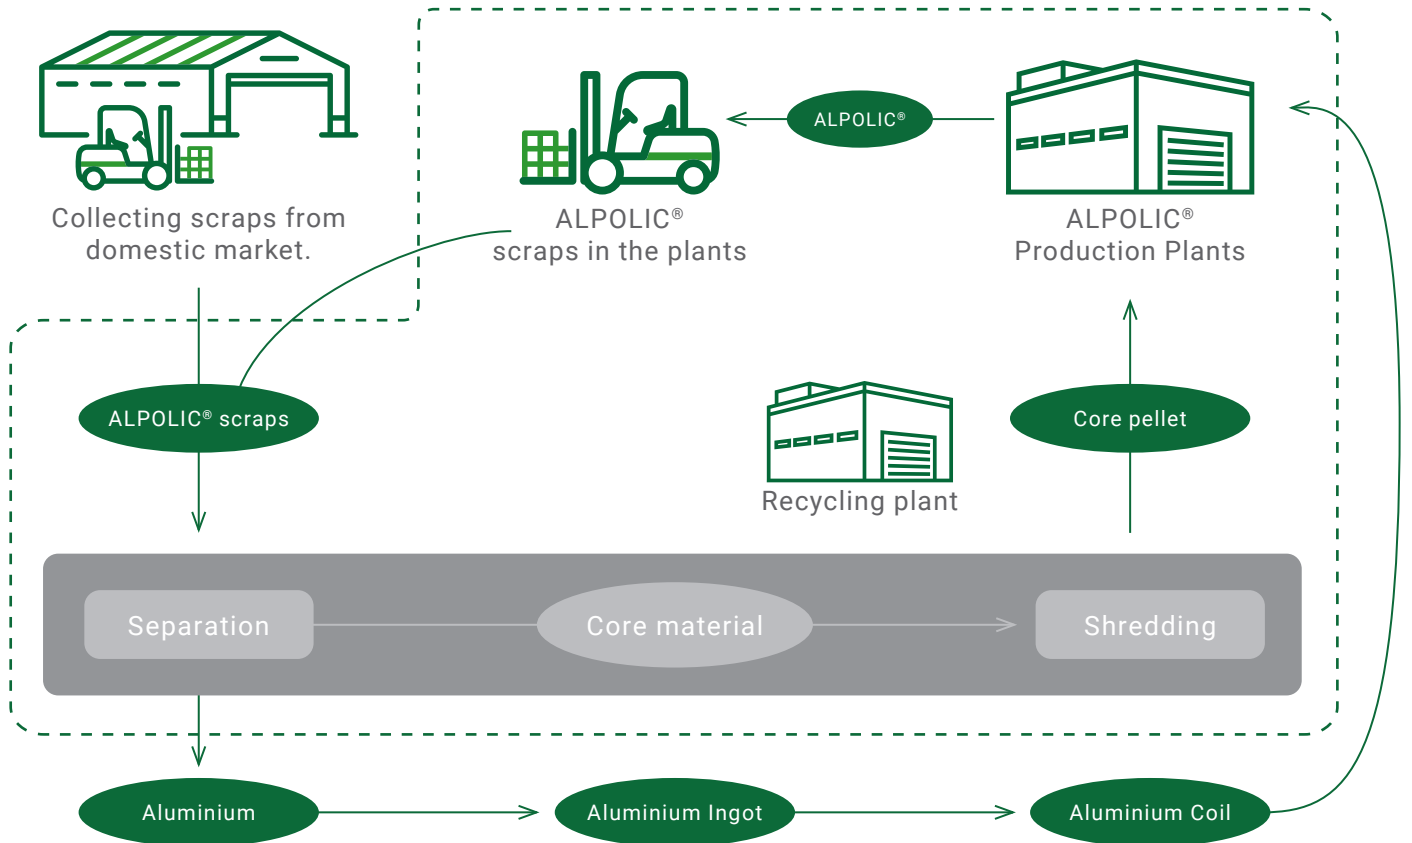 ALPOLIC®
Collecting scraps from
domestic market.
ALPOLIC®
scraps in the plants
ALPOLIC®
Production Plants
ALPOLIC® scraps
Core pellet
Recycling plant
Separation
Core material
Shredding
Aluminium
Aluminium Ingot
Aluminium Coil